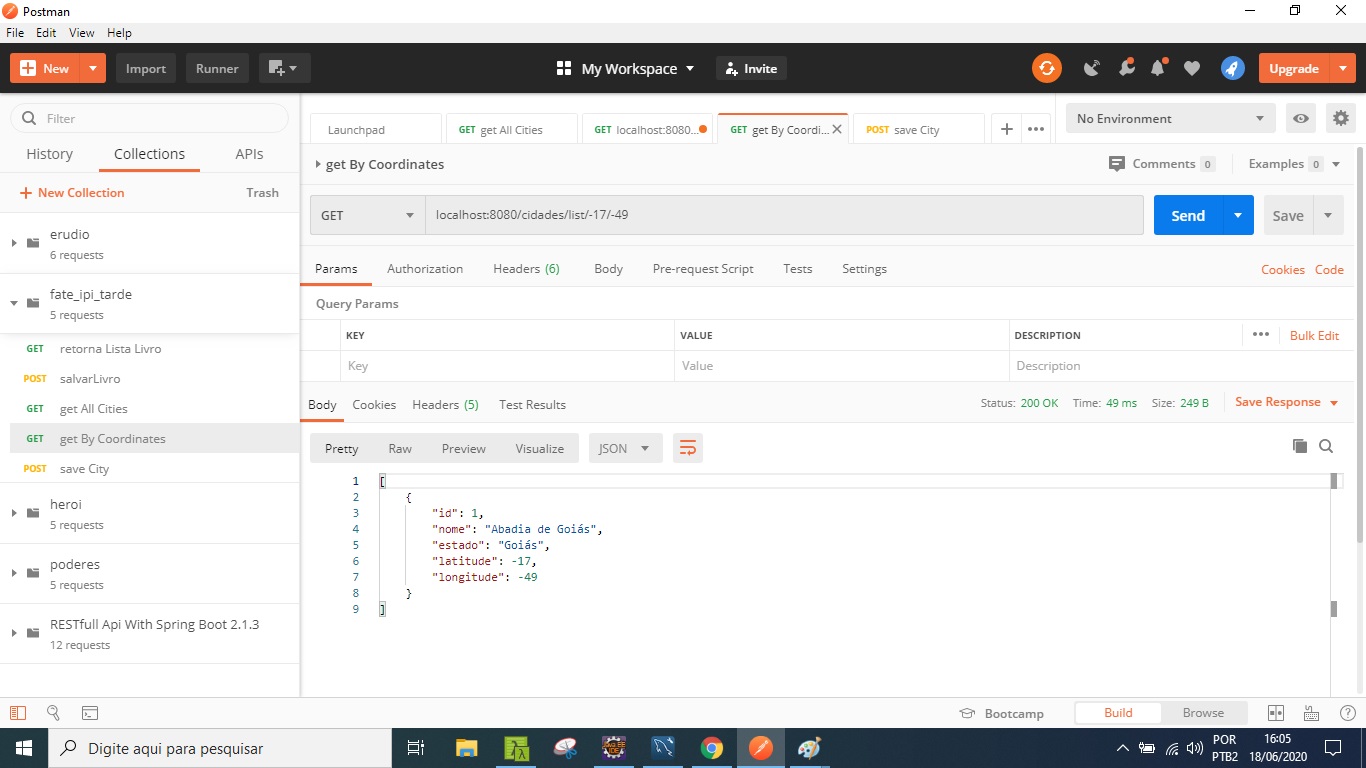 Postman
File Edit View Help
New Import Runner My Workspace Invite Upgrade
Filter
History Collections APIs
New Collection Trash
erudio
6 requests
fate_ipi_tarde
5 requests
GET retorna Lista Livro
POST salvarLivro
GET get All Cities
GET get By Coordinates
POST save City
heroi
5 requests
poderes
5 requests
RESTfull Api With Spring Boot 2.1.3
12 requests
Launchpad GET get All Cities GET localhost:8080... GET get By Coordi... POST save City No Environment
get By Coordinates Comments 0 Examples 0
GET localhost:8080/cidades/list/-17/-49 Send Save
Params Authorization Headers (6) Body Pre-request Script Tests Settings Cookies Code
Query Params
KEY VALUE DESCRIPTION Bulk Edit
Key Value Description
Body Cookies Headers (5) Test Results Status: 200 OK Time: 49 ms Size: 249 B Save Response
Pretty Raw Preview Visualize JSON
1 [
2 {
3 "id": 1,
4 "nome": "Abadia de Goiás",
5 "estado": "Goiás",
6 "latitude": -17,
7 "longitude": -49
8 }
9 ]
Bootcamp Build Browse
Digite aqui para pesquisar
POR 16:05
PTB2 18/06/2020